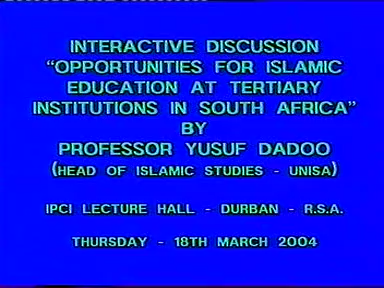 INTERACTIVE DISCUSSION
“OPPORTUNITIES FOR ISLAMIC
EDUCATION AT TERTIARY
INSTITUTIONS IN SOUTH AFRICA”
BY
PROFESSOR YUSUF DADOO
(HEAD OF ISLAMIC STUDIES - UNISA)
IPCI LECTURE HALL - DURBAN - R.S.A.
THURSDAY - 18TH MARCH 2004